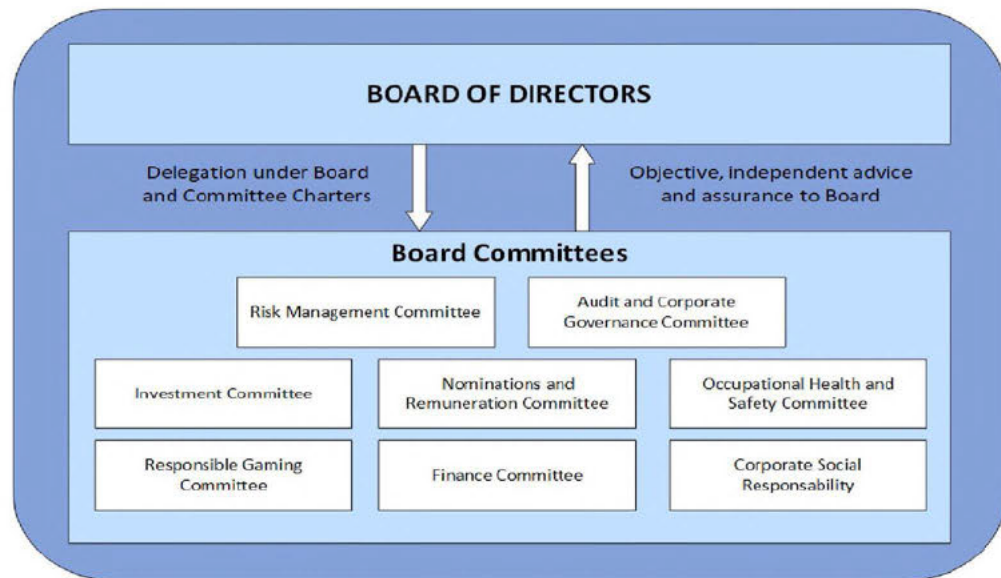 BOARD OF DIRECTORS
Delegation under Board
and Committee Charters
Objective, independent advice
and assurance to Board
Board Committees
Risk Management Committee
Audit and Corporate
Governance Committee
Investment Committee
Nominations and
Remuneration Committee
Occupational Health and
Safety Committee
Responsible Gaming
Committee
Finance Committee
Corporate Social
Responsability